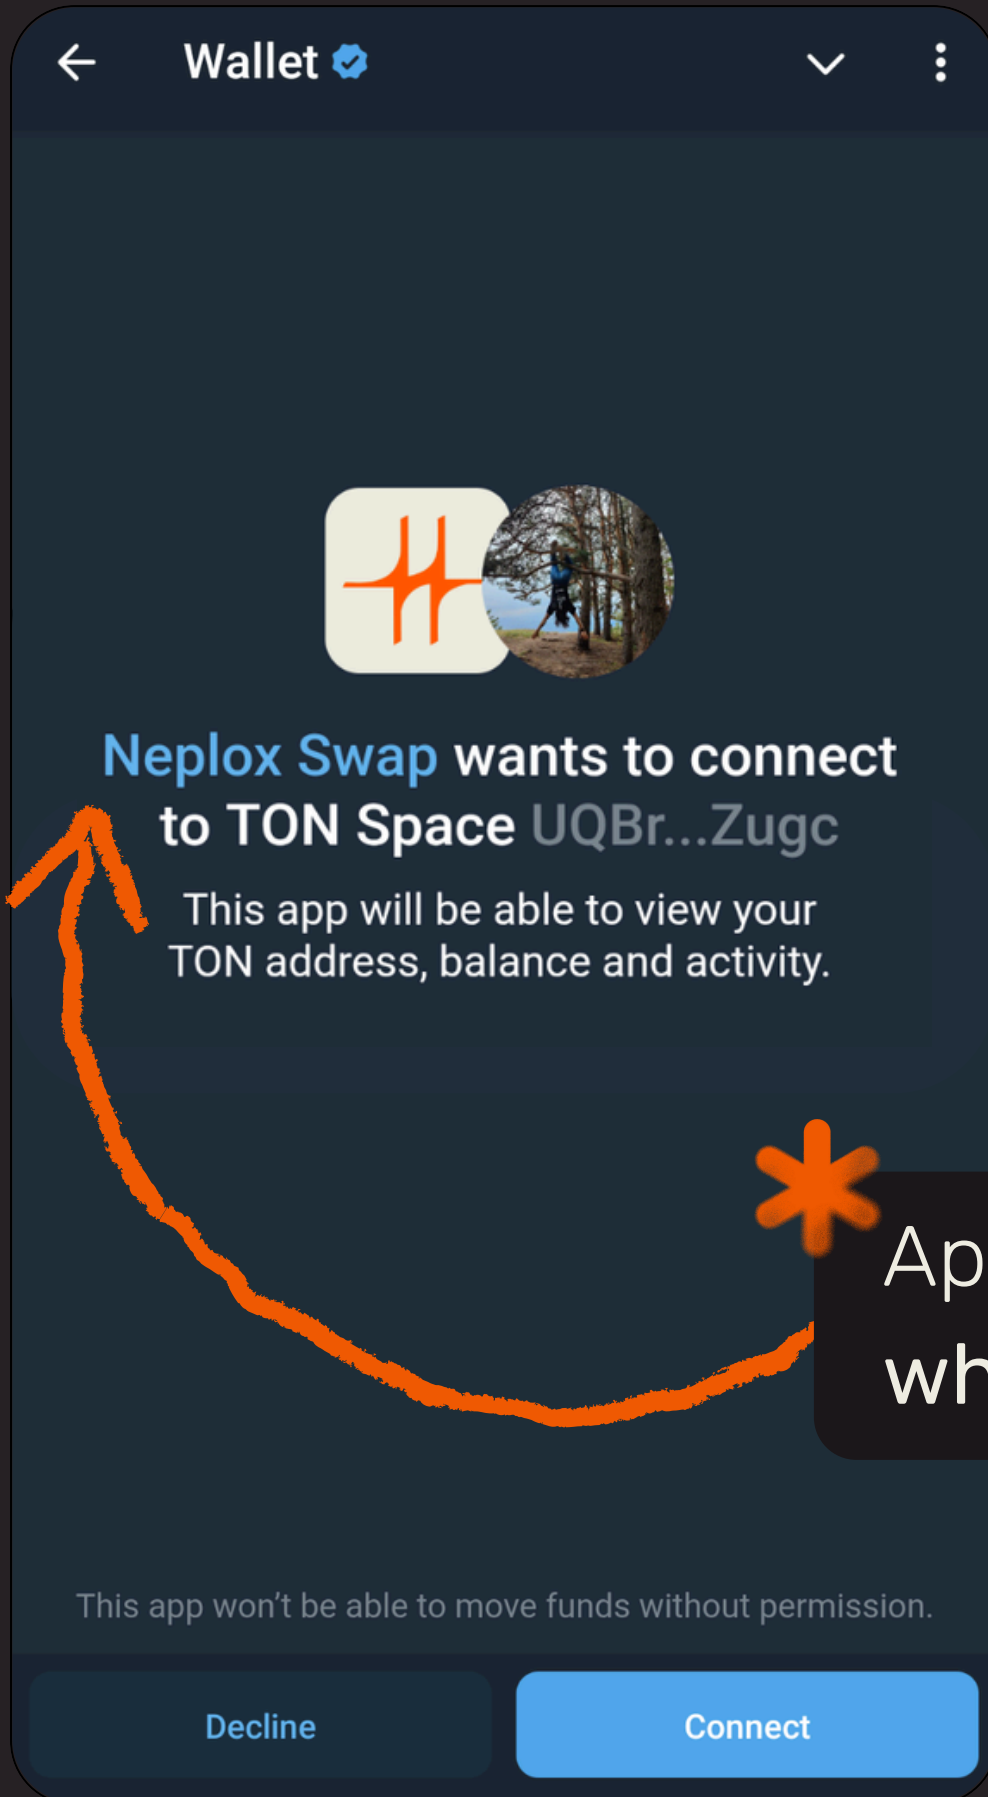 Wallet
Neplox Swap wants to connect
to TON Space UQBr...Zugc
This app will be able to view your
TON address, balance and activity.
Ap
wh
This app won't be able to move funds without permission.
Decline
Connect